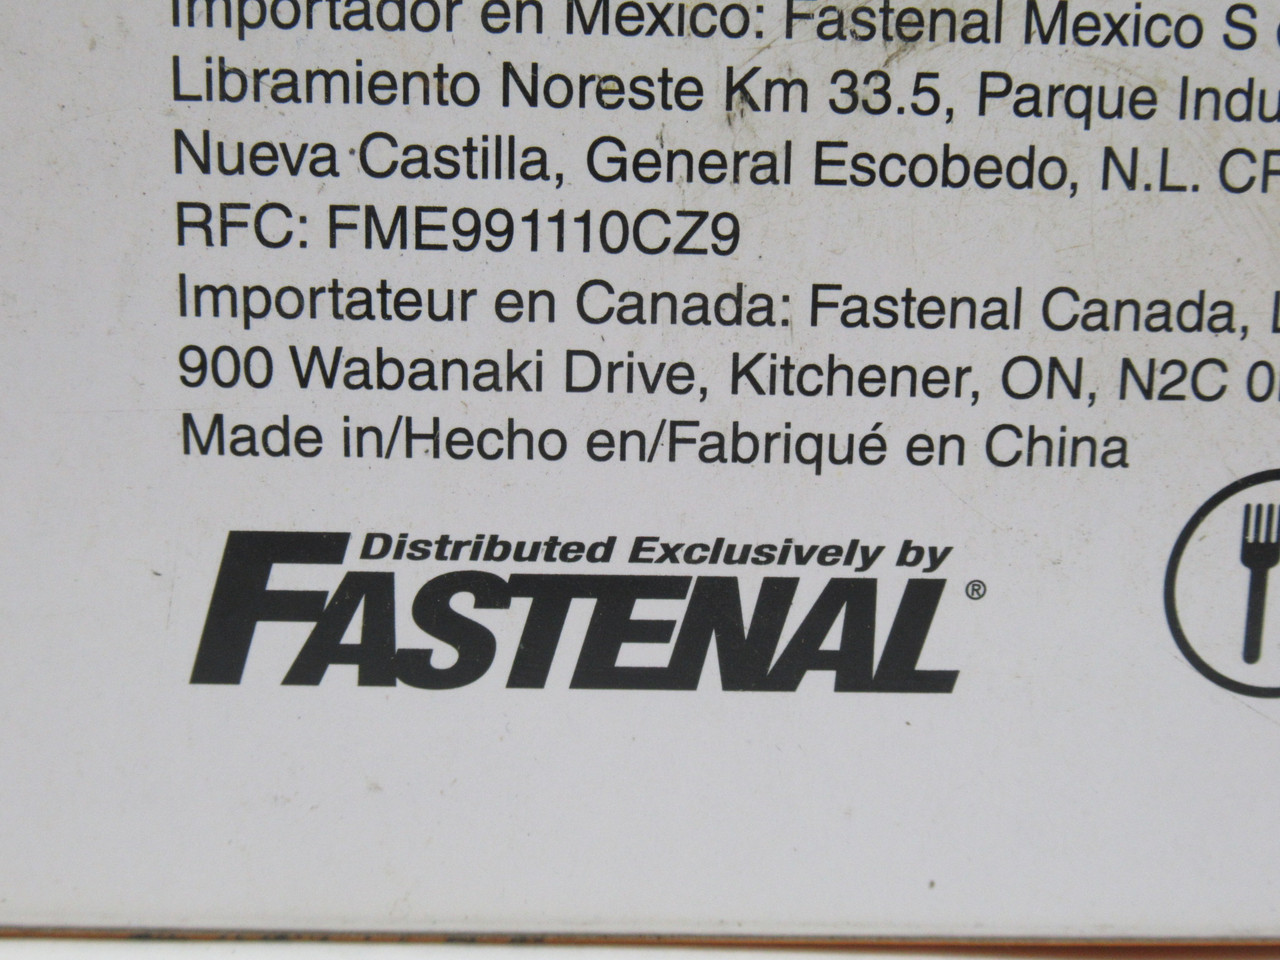 Importador en Mexico: Fastenal Mexico S
Libramiento Noreste Km 33.5, Parque
Nueva Castilla, General Escobedo, N.L.
RFC: FME991110CZ9
Importateur en Canada: Fastenal Canada,
900 Wabanaki Drive, Kitchener, ON, N2C
Made in/Hecho en/Fabriqué en China
Distributed Exclusively by
FASTENAL®